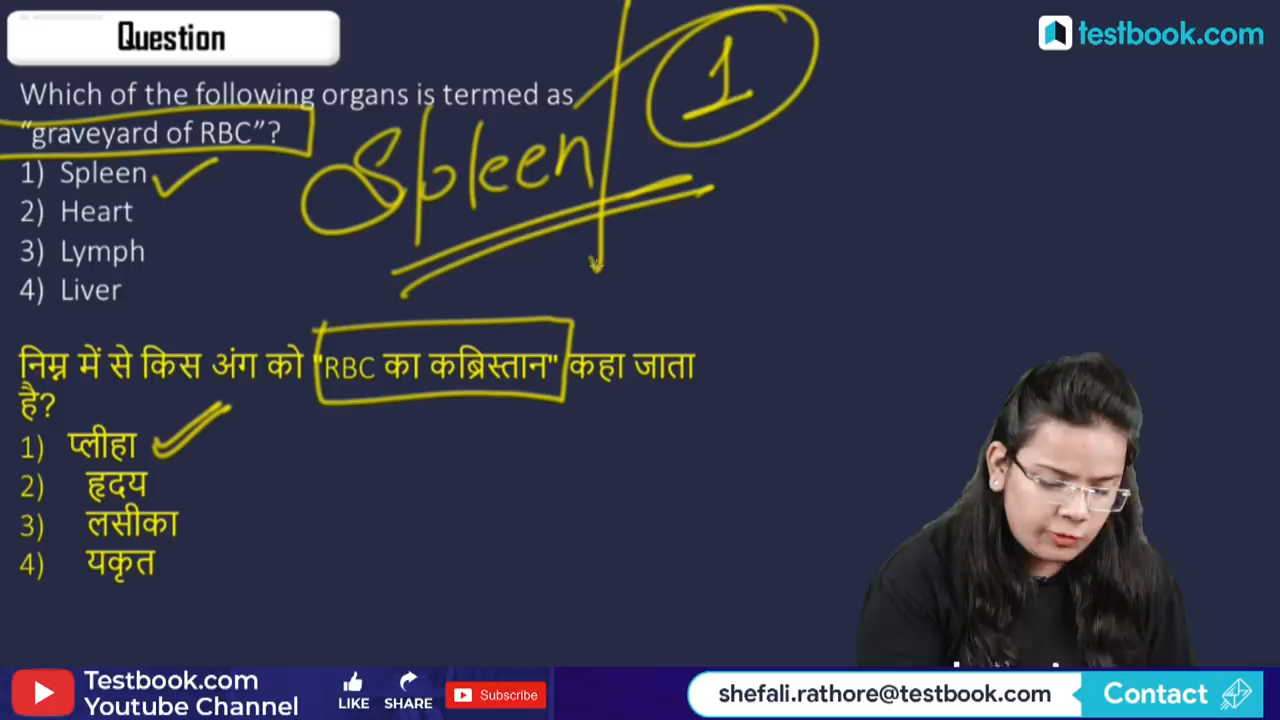 Question
testbook.com
Which of the following organs is termed as
"graveyard of RBC"?
1) Spleen
2) Heart
3) Lymph
4) Liver
Spleen
1
निम्न में से किस अंग को "RBC का कब्रिस्तान" कहा जाता
है?
1) प्लीहा
2) हृदय
3) लसीका
4) यकृत
Testbook.com
Youtube Channel
LIKE
SHARE
Subscribe
shefali.rathore@testbook.com
Contact